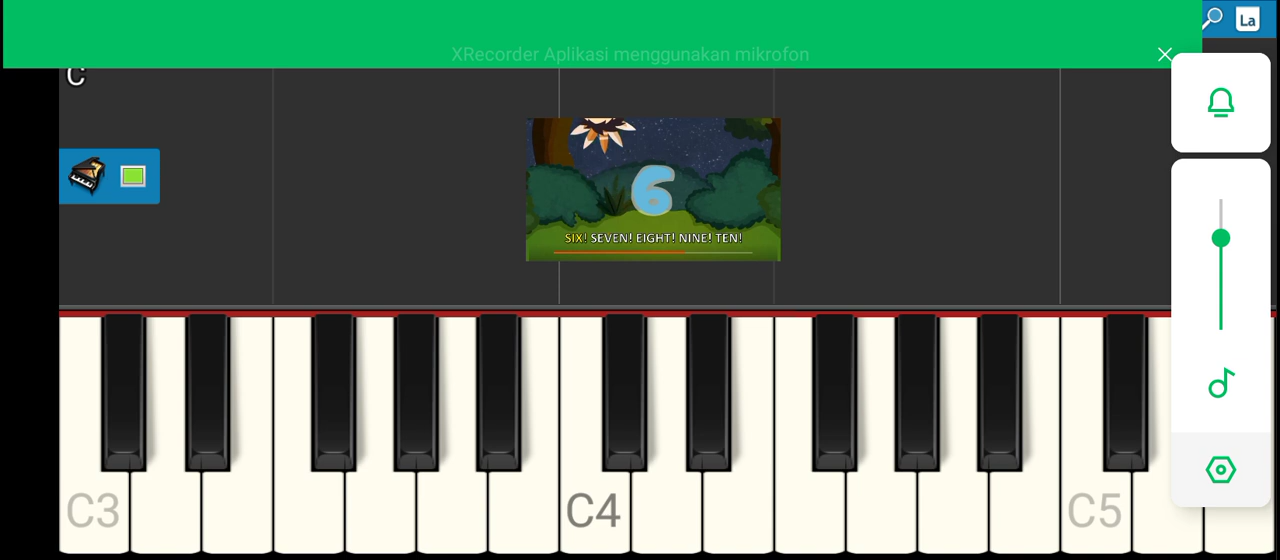 La
XRecorder Aplikasi menggunakan mikrofon
C
6
SIX! SEVEN! EIGHT! NINE! TEN!
C3
C4
C5